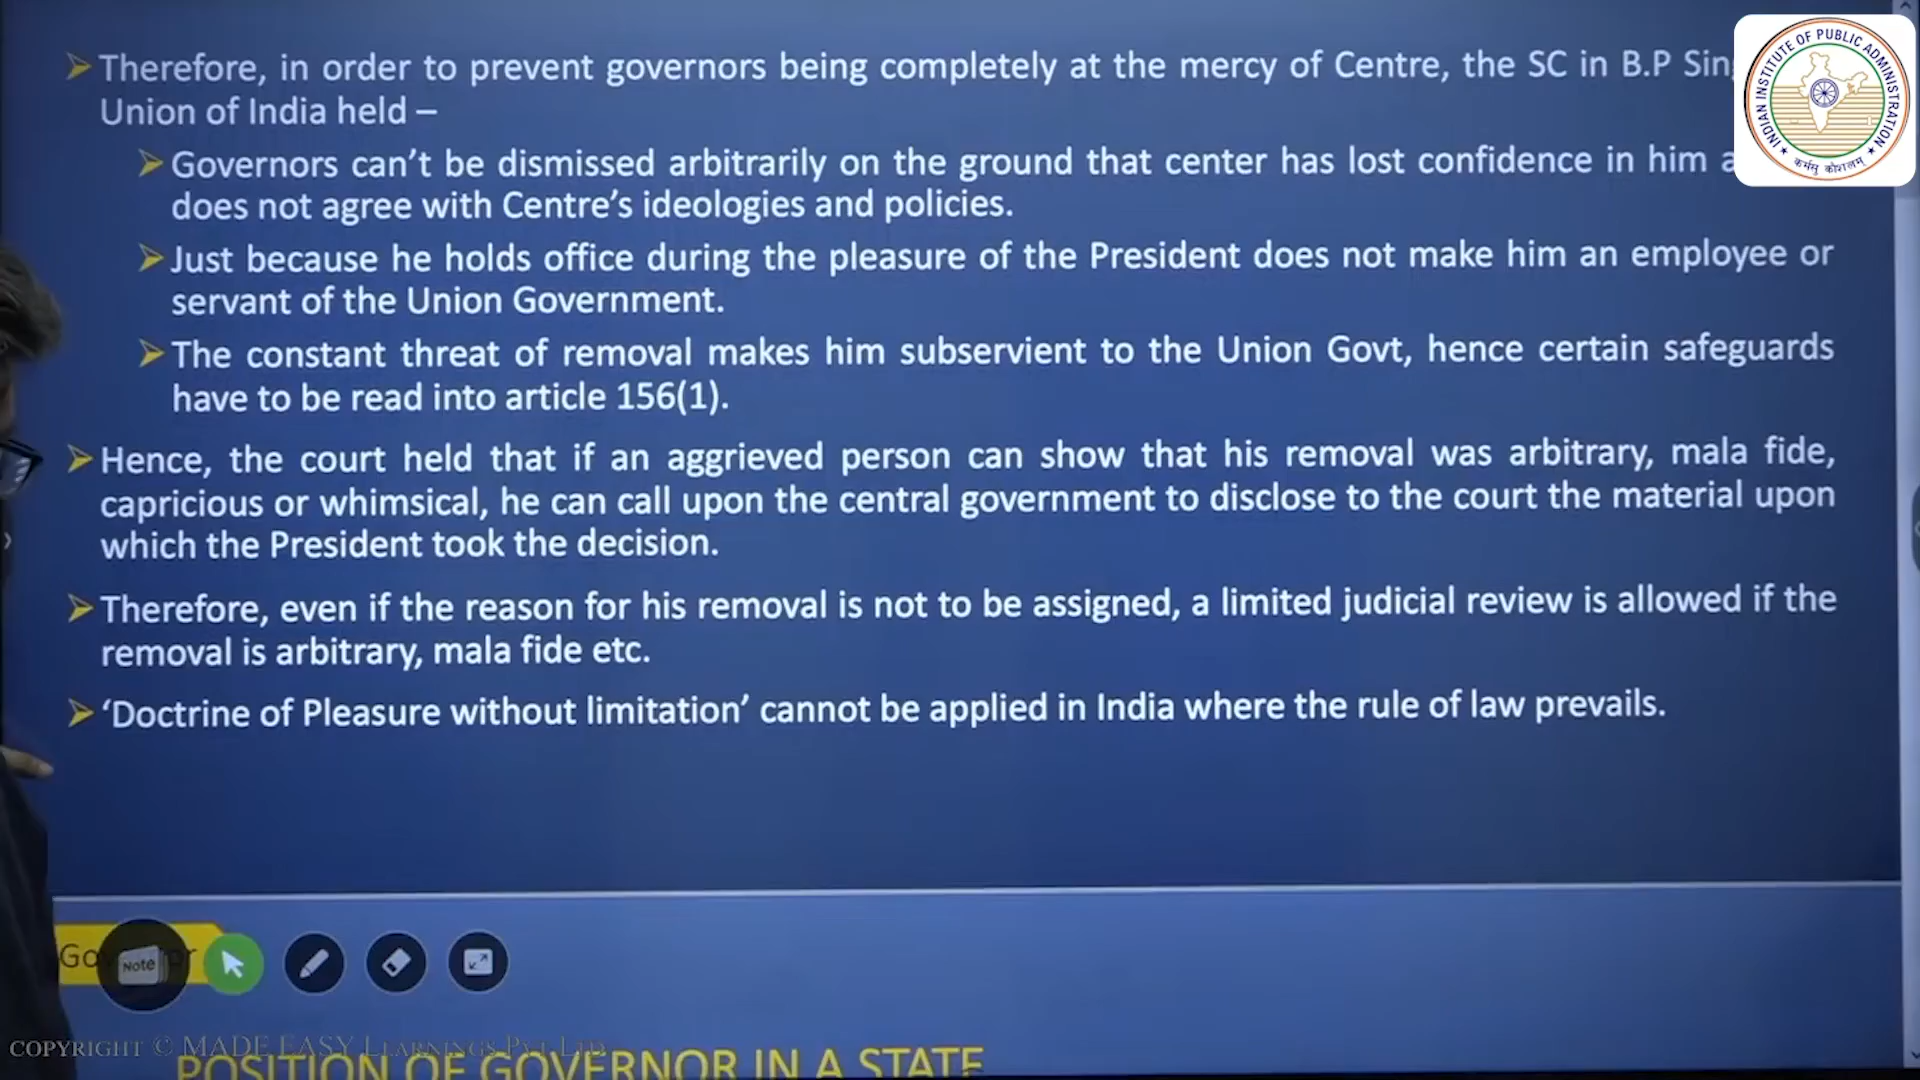 ➤Therefore, in order to prevent governors being completely at the mercy of Centre, the SC in B.P
Union of India held –
➤Governors can't be dismissed arbitrarily on the ground that center has lost confidence in him
does not agree with Centre's ideologies and policies.
➤Just because he holds office during the pleasure of the President does not make him an employee or
servant of the Union Government.
➤The constant threat of removal makes him subservient to the Union Govt, hence certain safeguards
have to be read into article 156(1).
➤Hence, the court held that if an aggrieved person can show that his removal was arbitrary, mala fide,
capricious or whimsical, he can call upon the central government to disclose to the court the material upon
which the President took the decision.
➤Therefore, even if the reason for his removal is not to be assigned, a limited judicial review is allowed if the
removal is arbitrary, mala fide etc.
➤'Doctrine of Pleasure without limitation' cannot be applied in India where the rule of law prevails.
INDIAN INSTITUTE OF PUBLIC ADMINISTRATION
कर्मसु कौशलम्
Note
COPYRIGHT © MADE EASY LEARNINGS PVT. LTD.
POSITION OF GOVERNOR IN A STATE